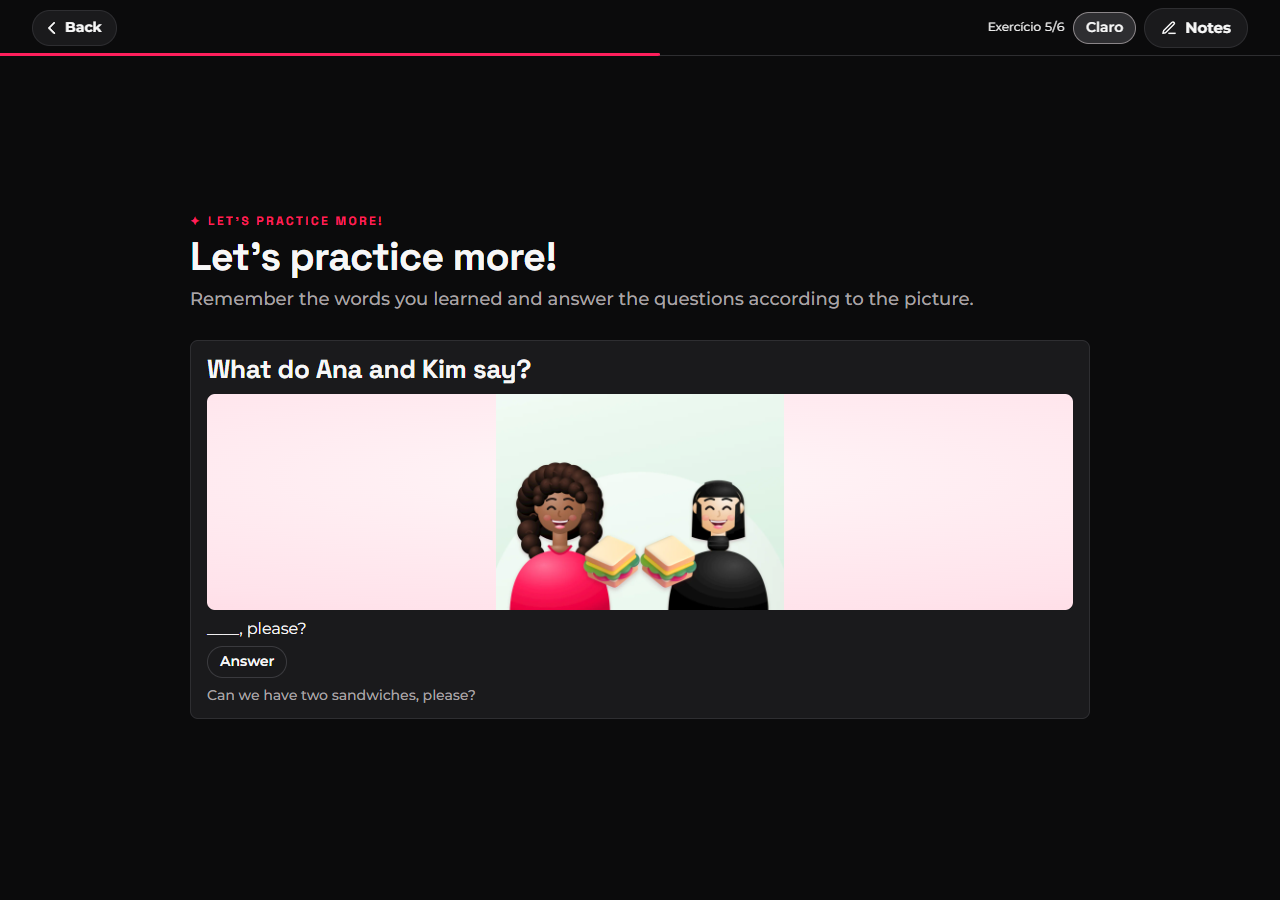 Back
Exercício 5/6
Claro
Notes
✦ LET'S PRACTICE MORE!
Let's practice more!
Remember the words you learned and answer the questions according to the picture.
What do Ana and Kim say?
____, please?
Answer
Can we have two sandwiches, please?